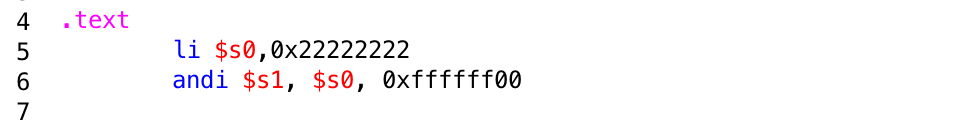 4 .text
5 li $s0,0x22222222
6 andi $s1, $s0, 0xffffff00
7